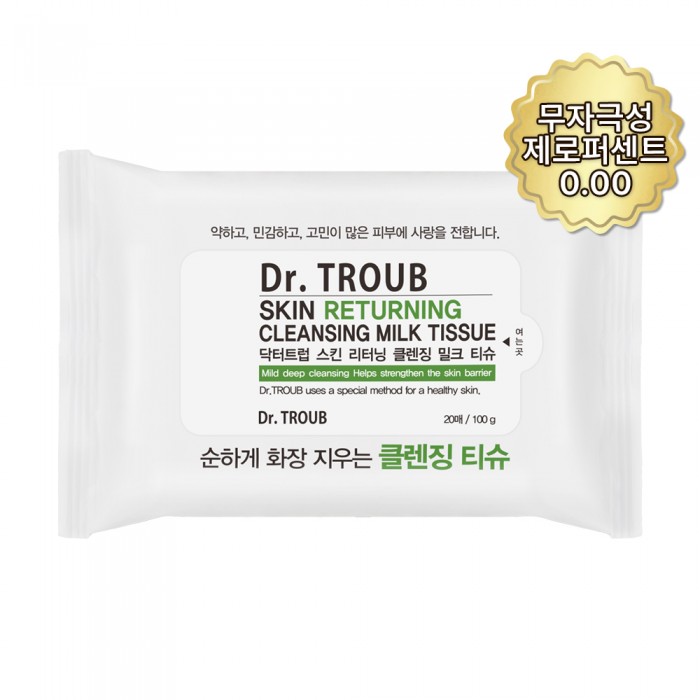 무자극성
제로퍼센트
0.00
약하고, 민감하고, 고민이 많은 피부에 사랑을 전합니다.
Dr. TROUB
SKIN RETURNING
CLEANSING MILK TISSUE
닥터트럽 스킨 리터닝 클렌징 밀크 티슈
Mild deep cleansing Helps strengthen the skin barrier
Dr.TROUB uses a special method for a healthy skin.
여는곳
Dr. TROUB 20매 / 100 g
순하게 화장 지우는 클렌징 티슈